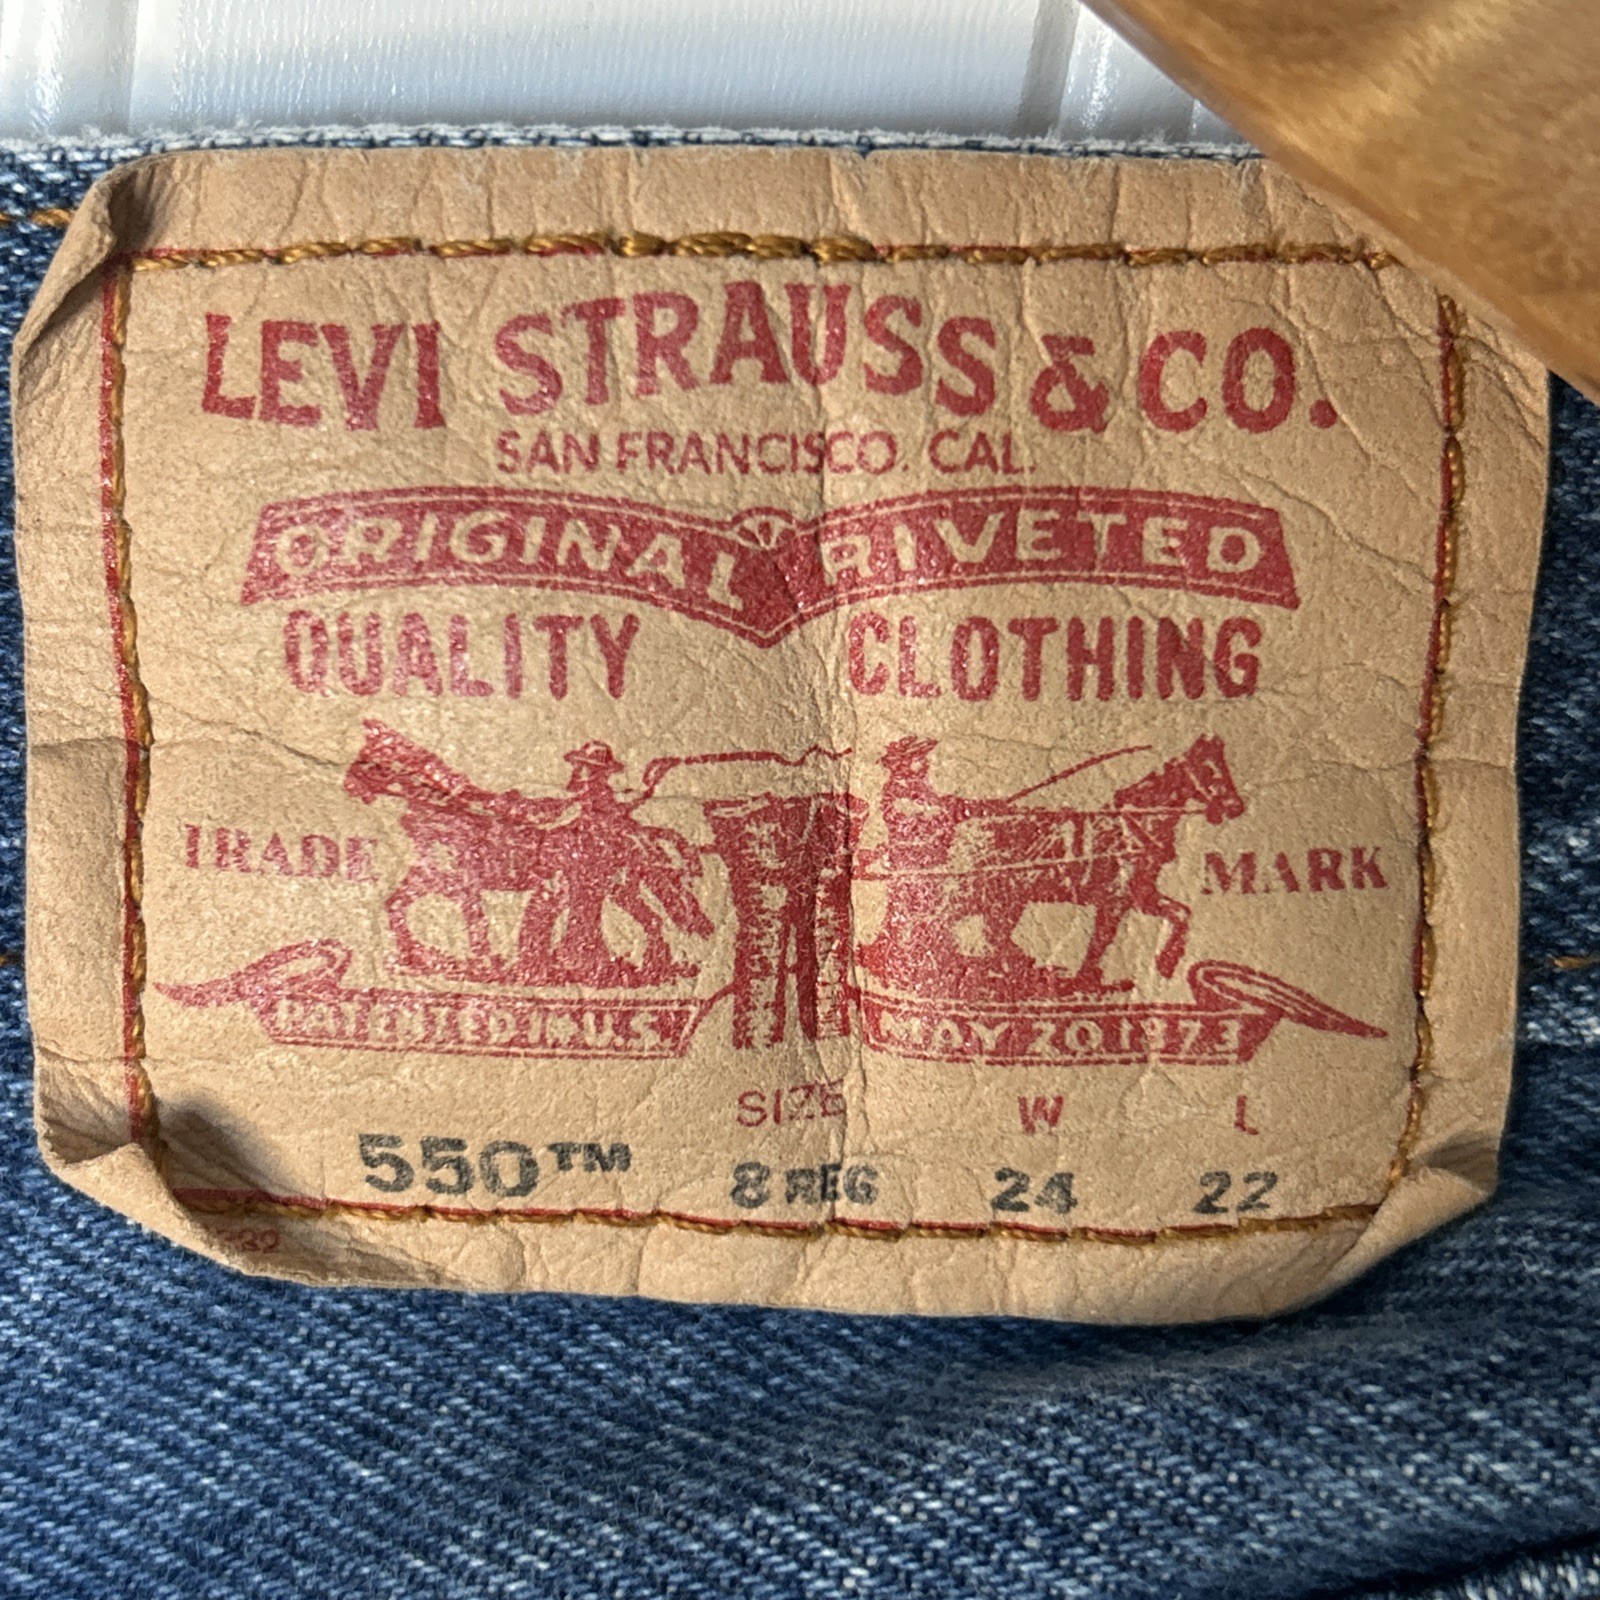 LEVI STRAUSS & CO.
SAN FRANCISCO. CAL.
ORIGINAL RIVETED
QUALITY CLOTHING
TRADE MARK
PATENTED IN U.S. MAY 20 1873
SIZE W L
550™ 8 REG 24 22